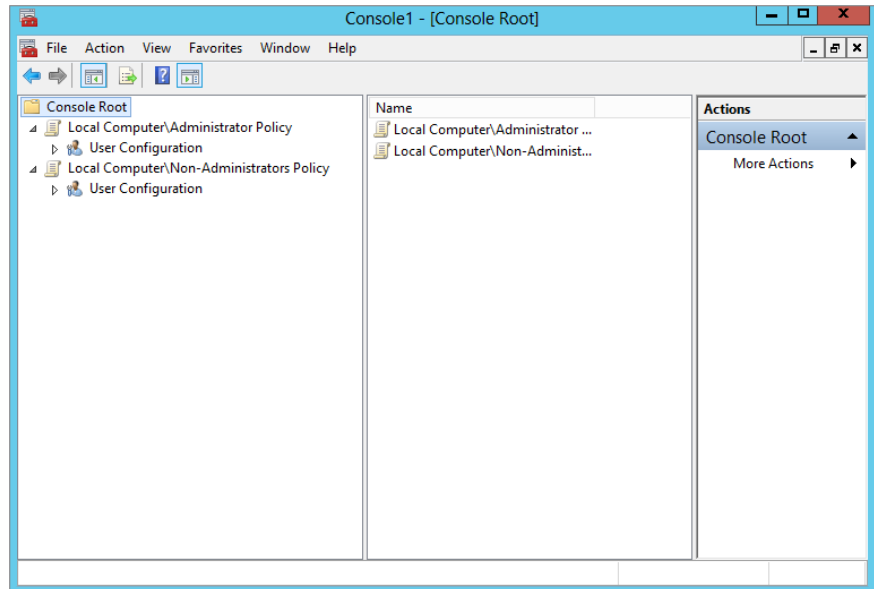 Console1 - [Console Root]
File Action View Favorites Window Help
Console Root
Local Computer\Administrator Policy
User Configuration
Local Computer\Non-Administrators Policy
User Configuration
Name
Local Computer\Administrator ...
Local Computer\Non-Administ...
Actions
Console Root
More Actions